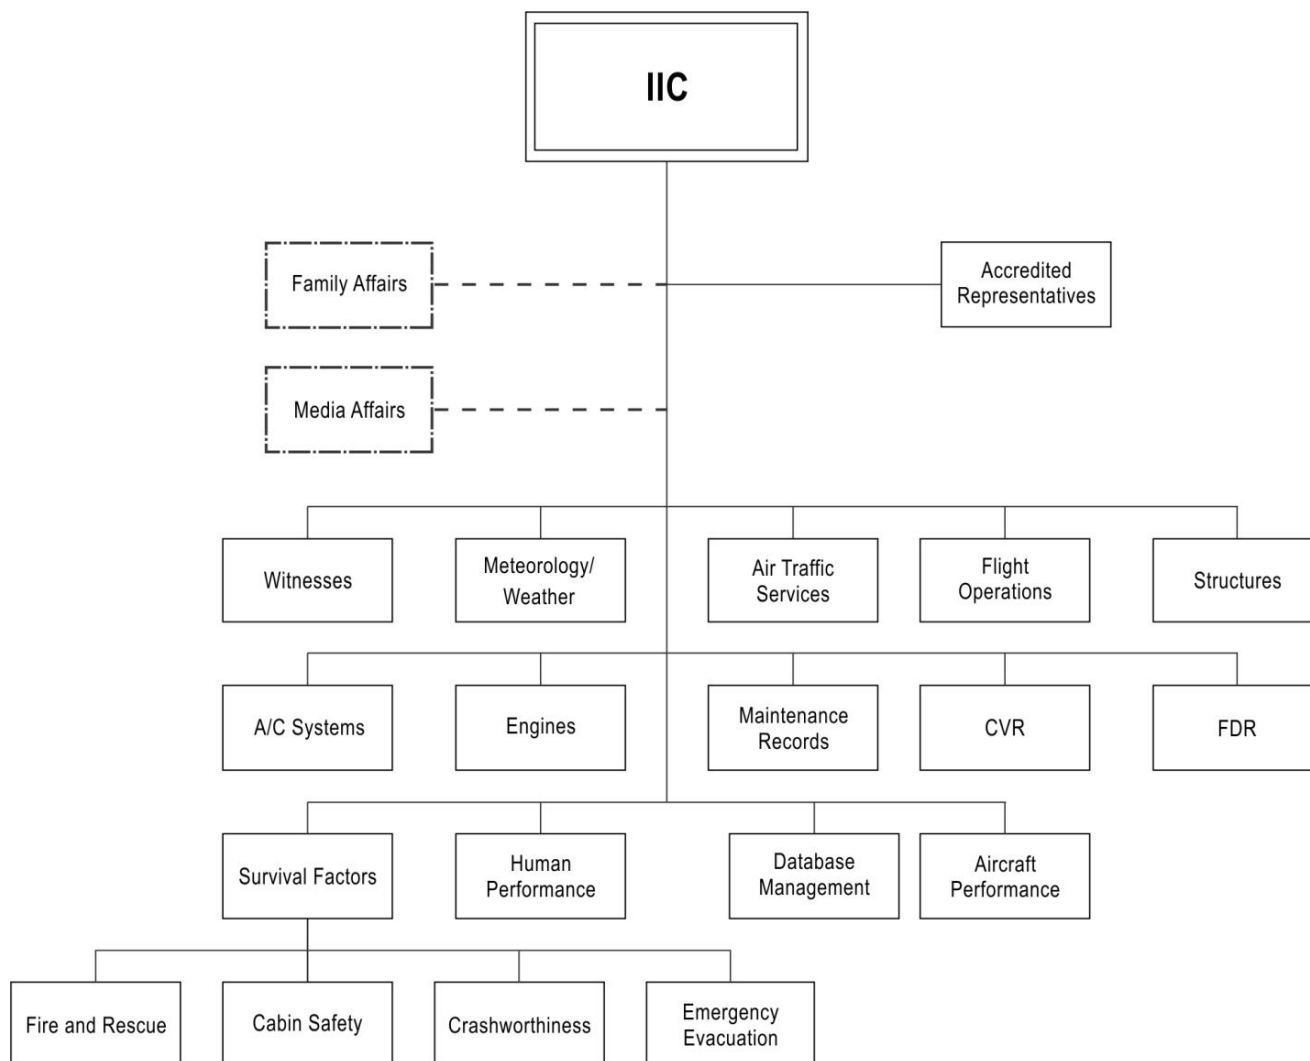 IIC
Family Affairs
Accredited
Representatives
Media Affairs
Witnesses
Meteorology/
Weather
Air Traffic
Services
Flight
Operations
Structures
A/C Systems
Engines
Maintenance
Records
CVR
FDR
Survival Factors
Human
Performance
Database
Management
Aircraft
Performance
Fire and Rescue
Cabin Safety
Crashworthiness
Emergency
Evacuation